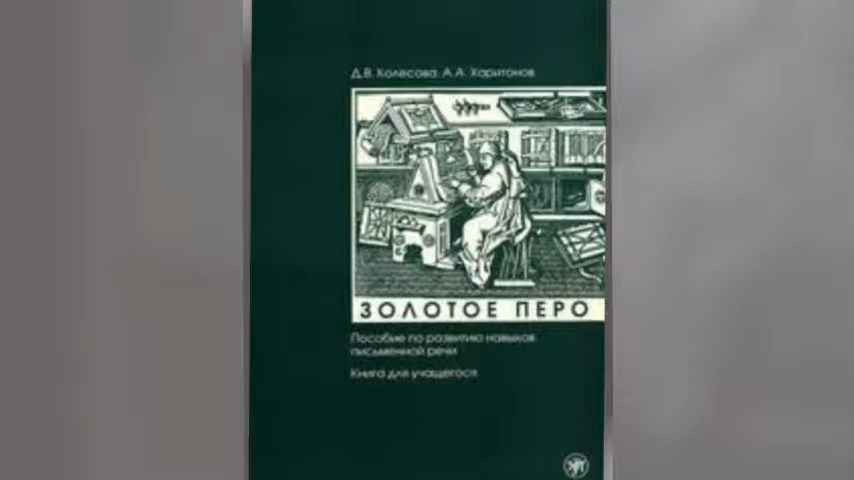 Д.В. Колесова, А.А. Харитонов
ЗОЛОТОЕ ПЕРО
Пособие по развитию навыков
письменной речи
Книга для учащегося